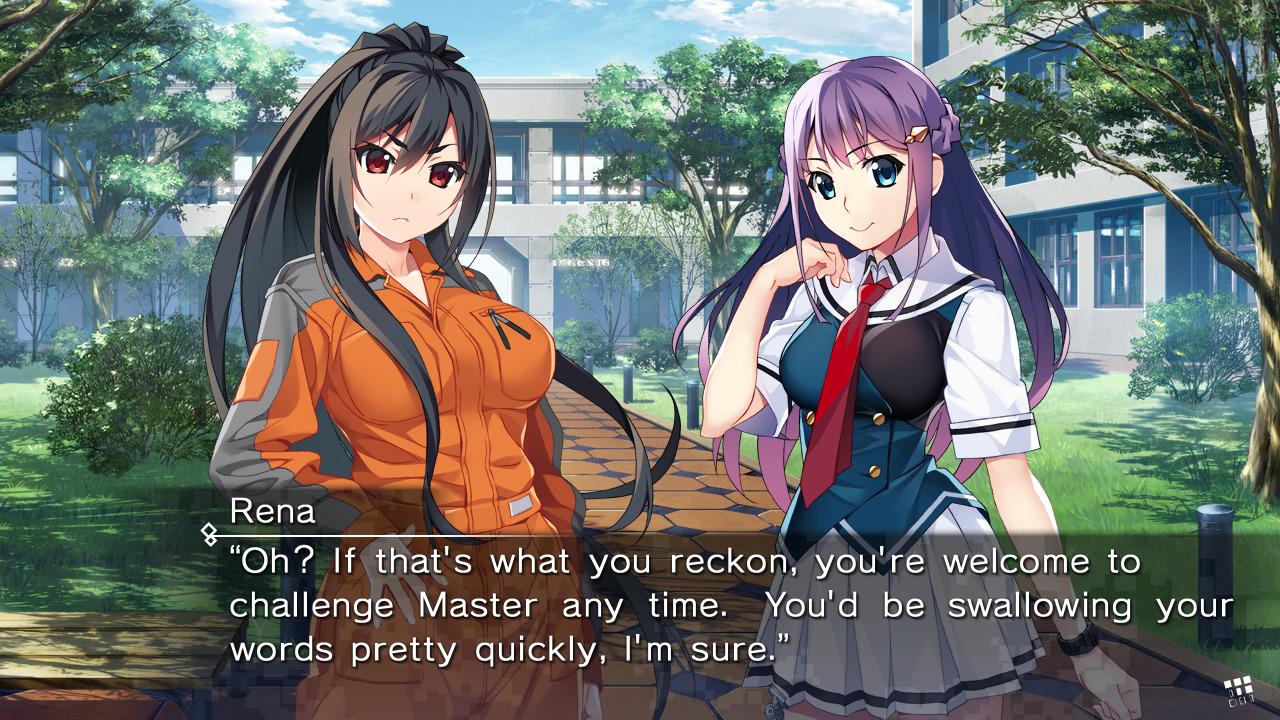 Rena
“Oh? If that's what you reckon, you're welcome to
challenge Master any time. You'd be swallowing your
words pretty quickly, I'm sure.”